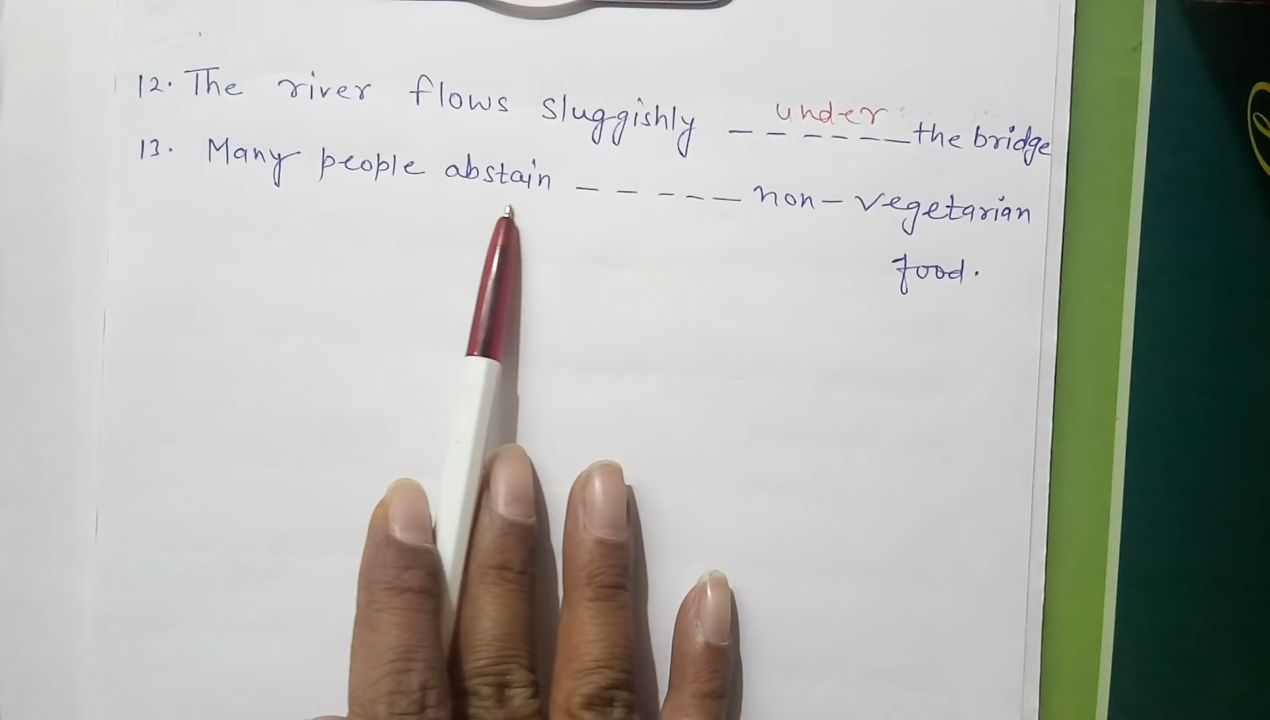 12. The river flows sluggishly under the bridge
13. Many people abstain ----- non-vegetarian
food.